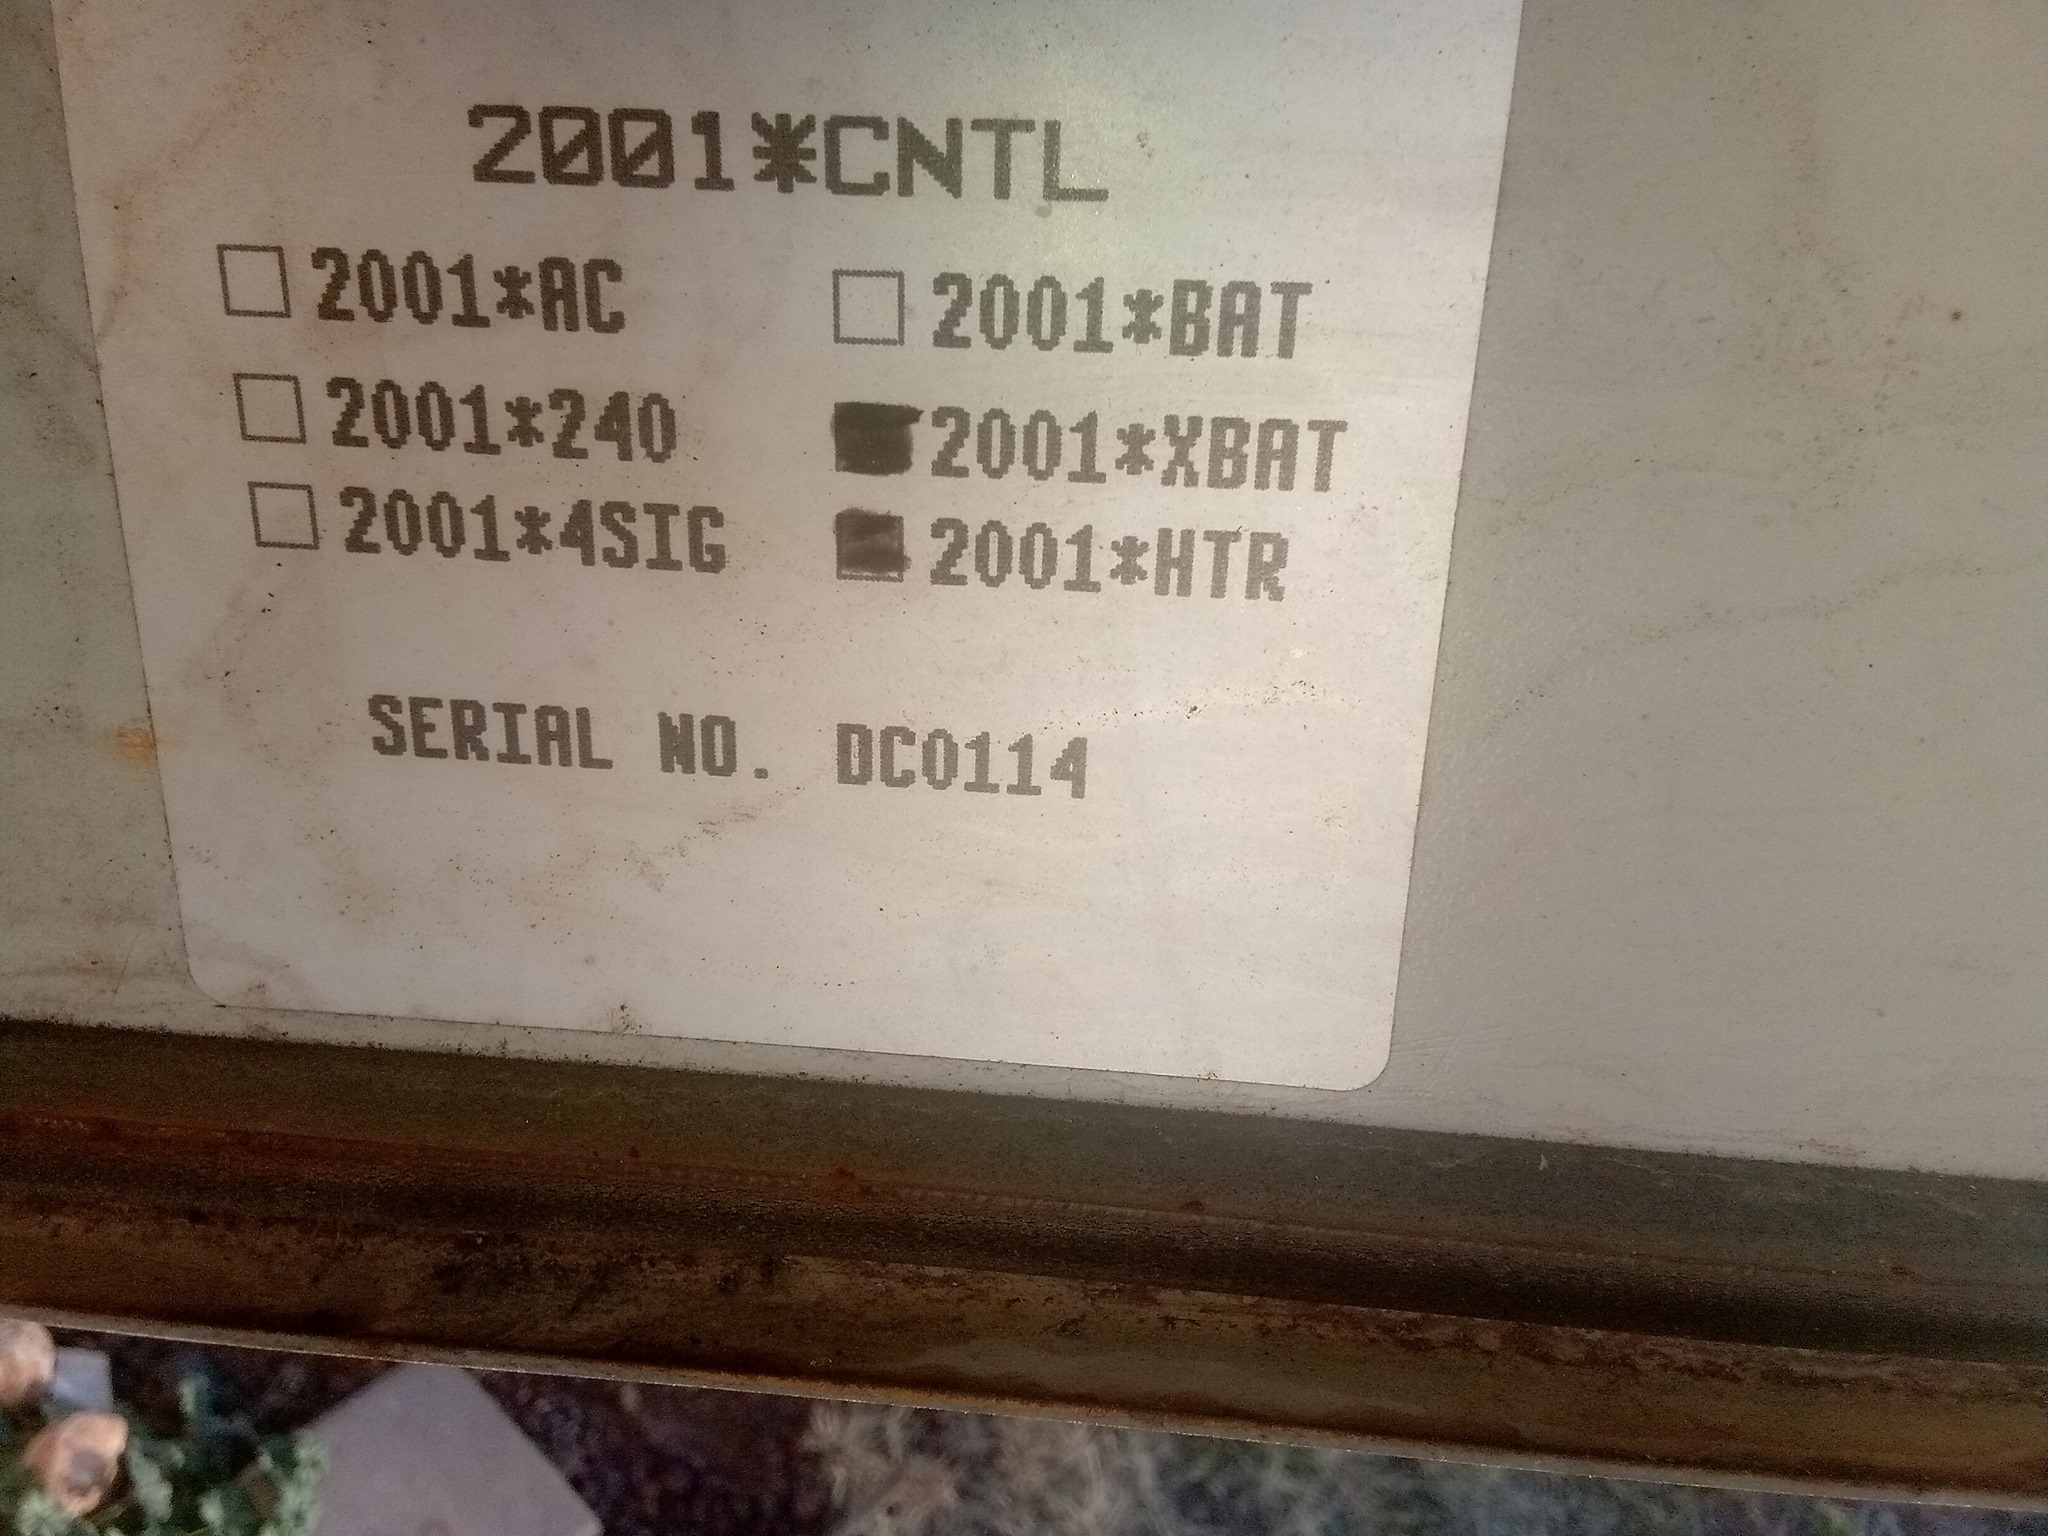 2001*CNTL
☐ 2001*AC ☐ 2001*BAT
☐ 2001*240 ■ 2001*XBAT
☐ 2001*4SIG ■ 2001*HTR
SERIAL NO. DC0114